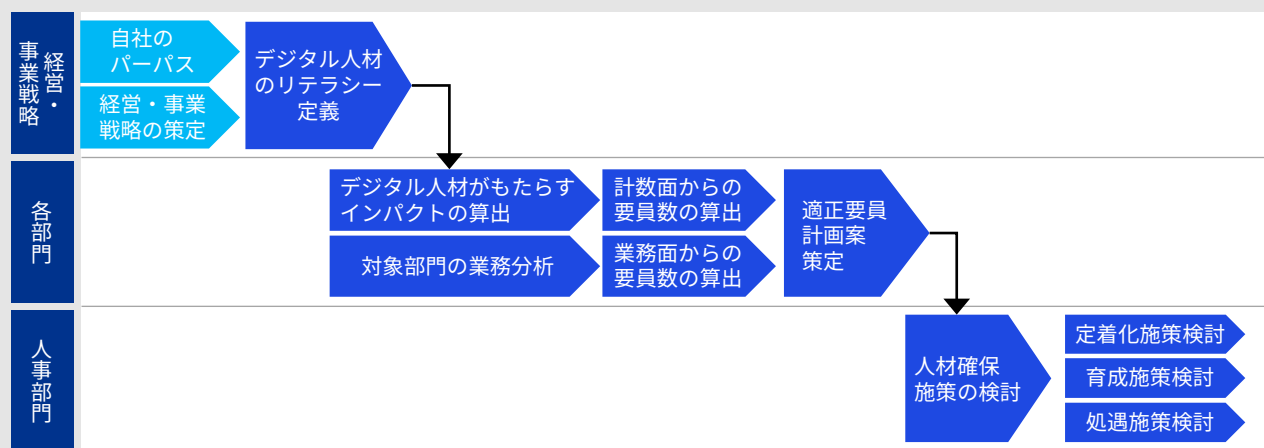 経営・
事業戦略
自社の
パーパス
経営・事業
戦略の策定
デジタル人材
のリテラシー
定義
各部門
デジタル人材がもたらす
インパクトの算出
対象部門の業務分析
計数面からの
要員数の算出
業務面からの
要員数の算出
適正要員
計画案
策定
人事部門
人材確保
施策の検討
定着化施策検討
育成施策検討
処遇施策検討